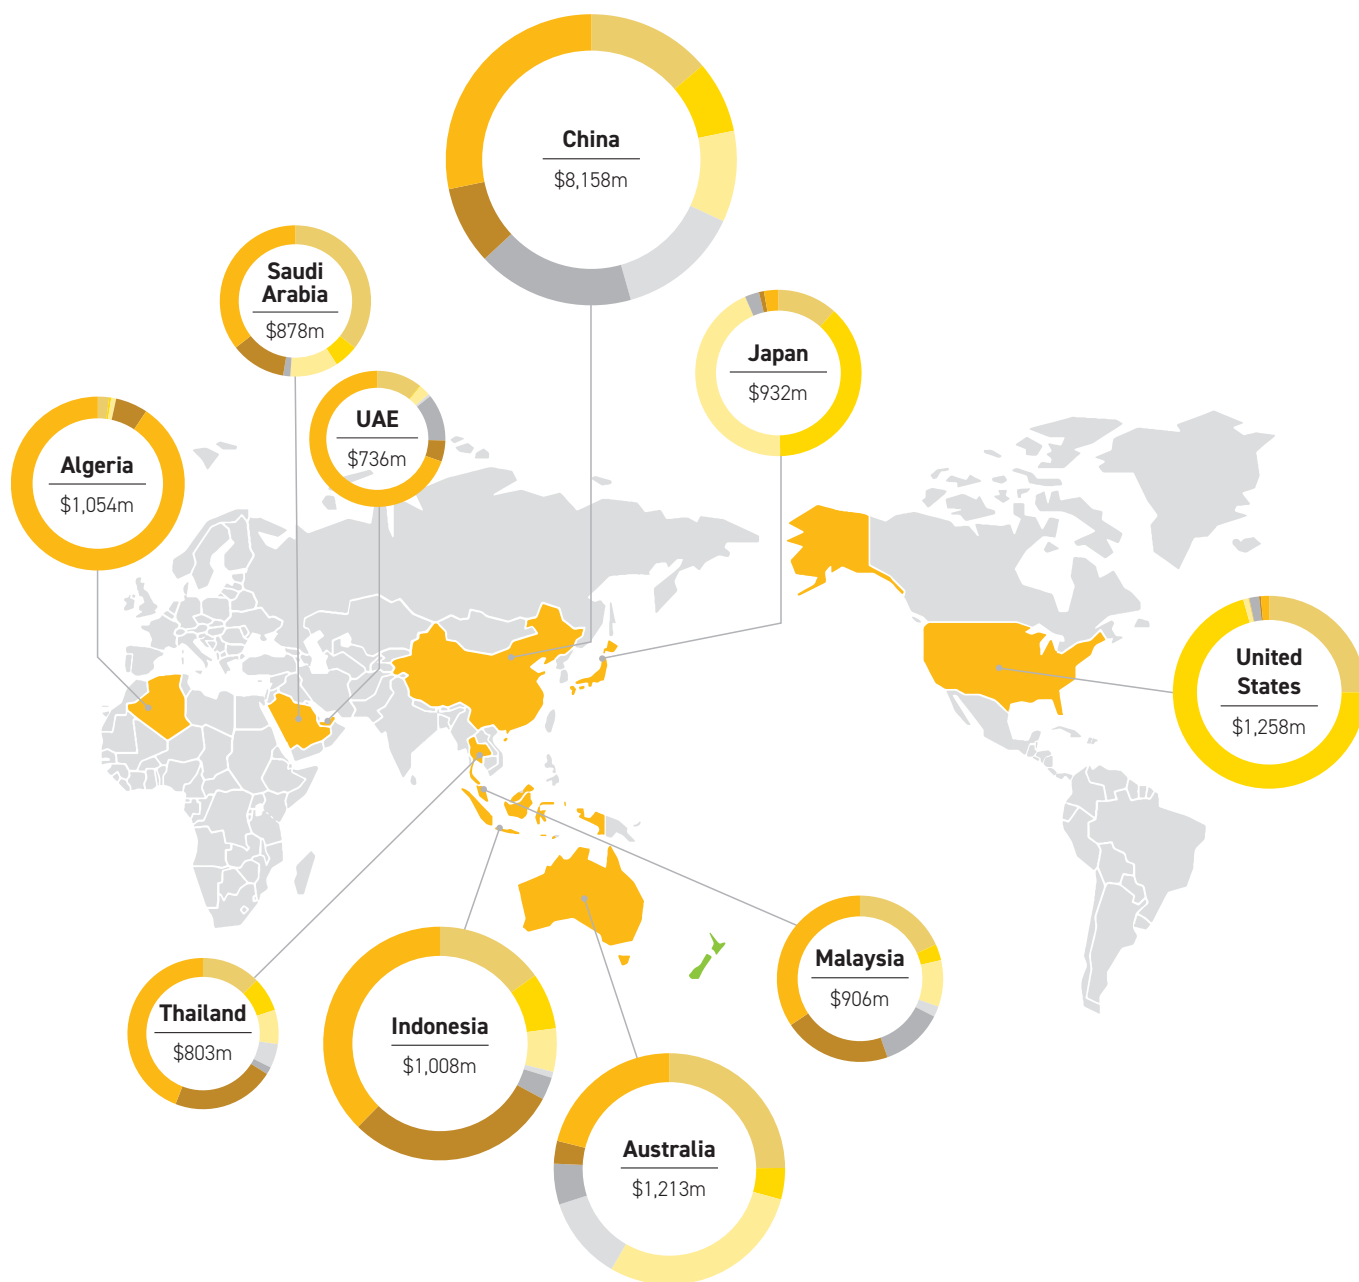 China
$8,158m
Saudi
Arabia
$878m
Japan
$932m
UAE
$736m
Algeria
$1,054m
United
States
$1,258m
Malaysia
$906m
Thailand
$803m
Indonesia
$1,008m
Australia
$1,213m